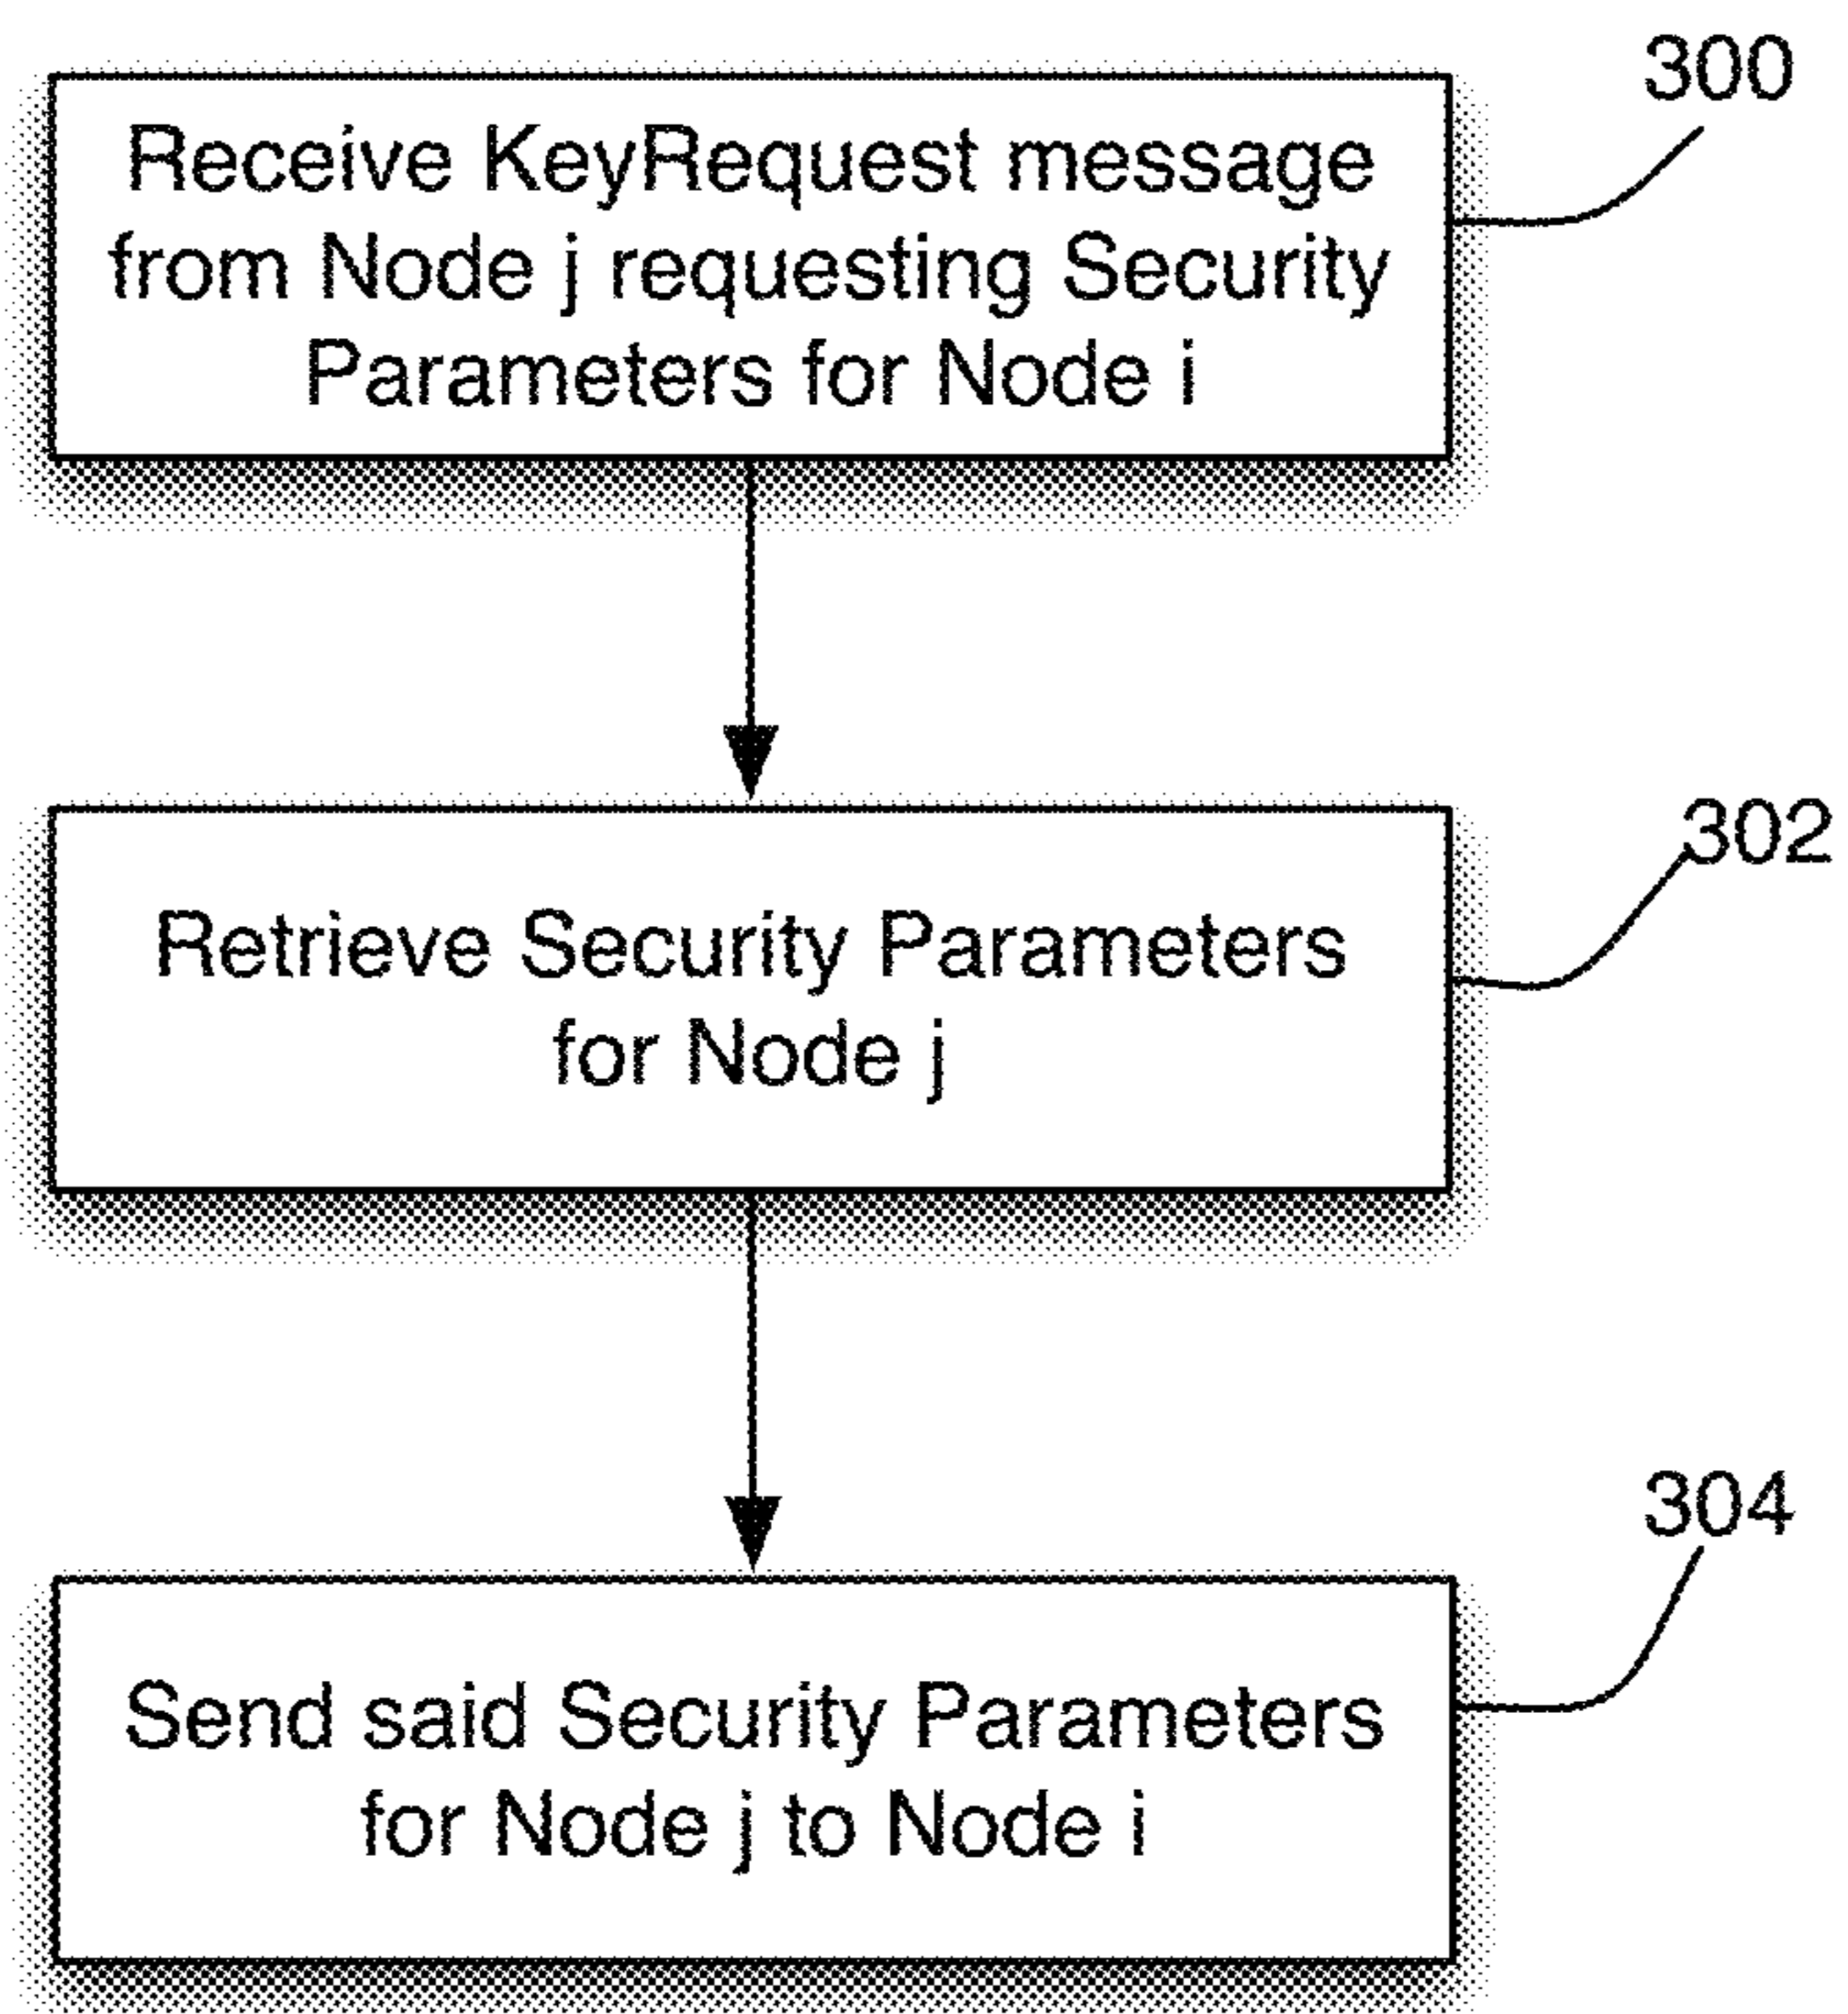 300
Receive KeyRequest message
from Node j requesting Security
Parameters for Node i
302
Retrieve Security Parameters
for Node j
304
Send said Security Parameters
for Node j to Node i